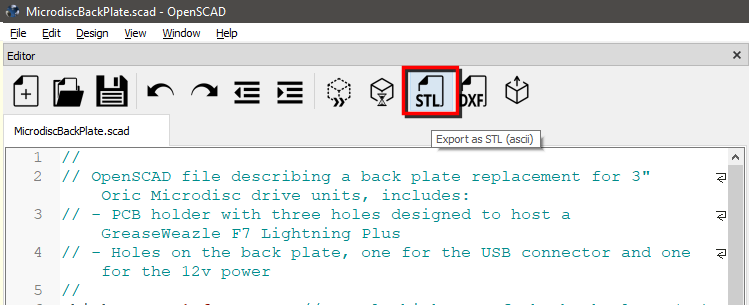 MicrodiscBackPlate.scad - OpenSCAD
File Edit Design View Window Help
Editor
STL DXF
MicrodiscBackPlate.scad
Export as STL (ascii)
1 //
2 // OpenSCAD file describing a back plate replacement for 3"
Oric Microdisc drive units, includes:
3 // - PCB holder with three holes designed to host a
GreaseWeazle F7 Lightning Plus
4 // - Holes on the back plate, one for the USB connector and one
for the 12v power
5 //